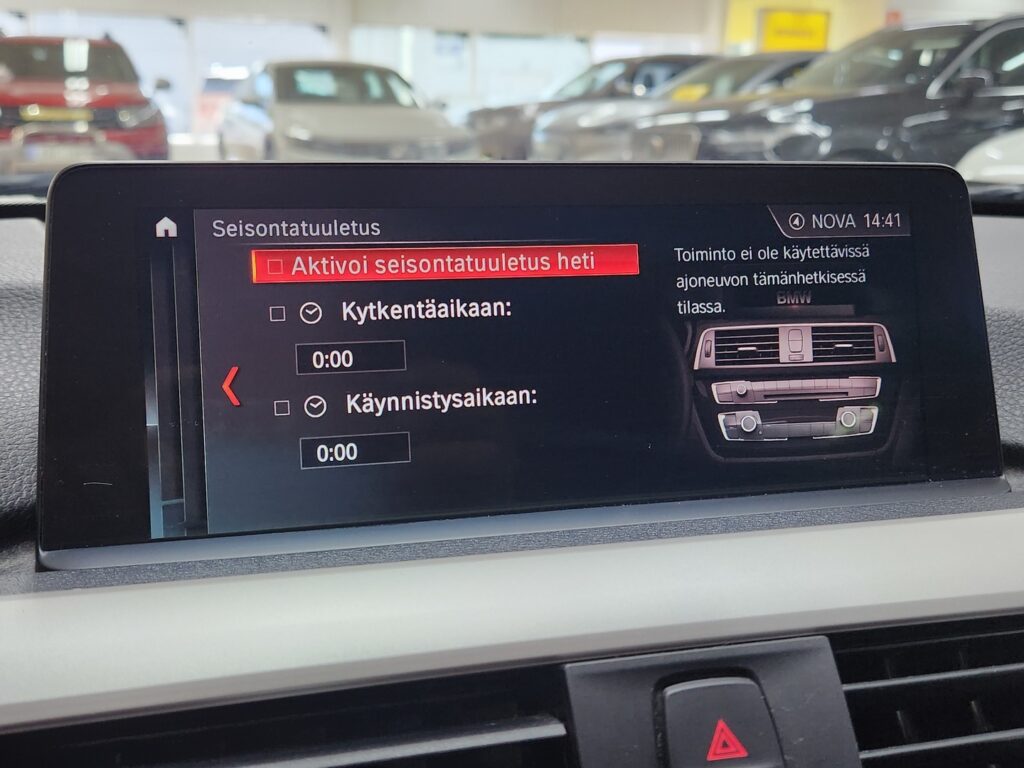 Seisontatuuletus
NOVA 14:41
Aktivoi seisontatuuletus heti
Kytkentäaikaan:
0:00
Käynnistysaikaan:
0:00
Toiminto ei ole käytettävissä
ajoneuvon tämänhetkisessä
tilassa.
BMW